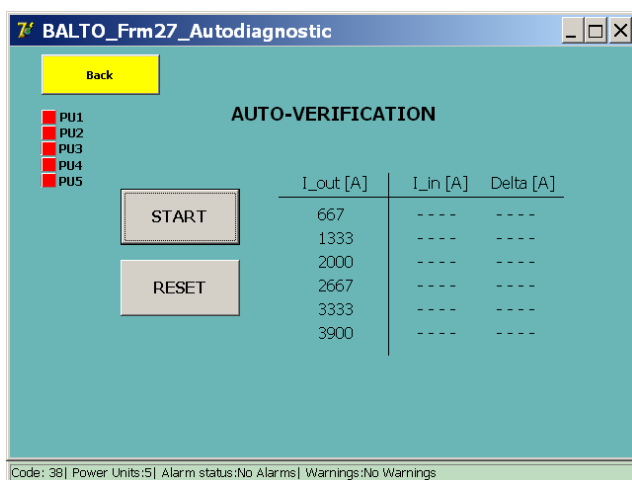 BALTO_Frm27_Autodiagnostic
Back
PU1
PU2
PU3
PU4
PU5
AUTO-VERIFICATION
START
RESET
I_out [A] I_in [A] Delta [A]
667 ---- ----
1333 ---- ----
2000 ---- ----
2667 ---- ----
3333 ---- ----
3900 ---- ----
Code: 38| Power Units:5| Alarm status:No Alarms| Warnings:No Warnings